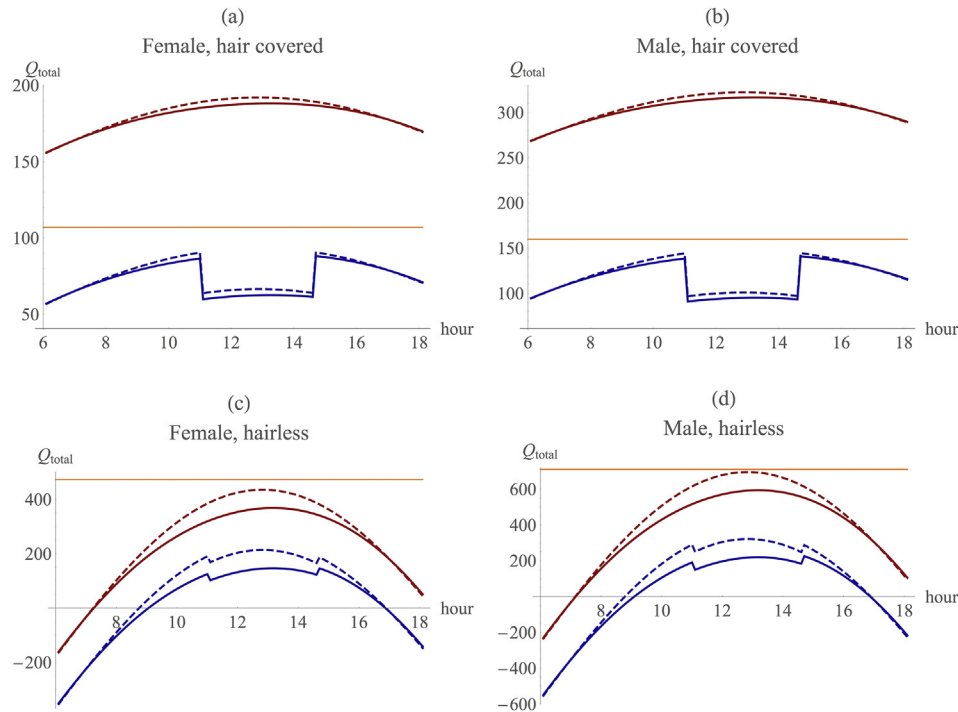 (a)
Female, hair covered
Q_total
200
150
100
50
6 8 10 12 14 16 18
hour
(b)
Male, hair covered
Q_total
300
250
200
150
100
6 8 10 12 14 16 18
hour
(c)
Female, hairless
Q_total
400
200
−200
8 10 12 14 16 18
hour
(d)
Male, hairless
Q_total
600
400
200
−200
−400
−600
8 10 12 14 16 18
hour